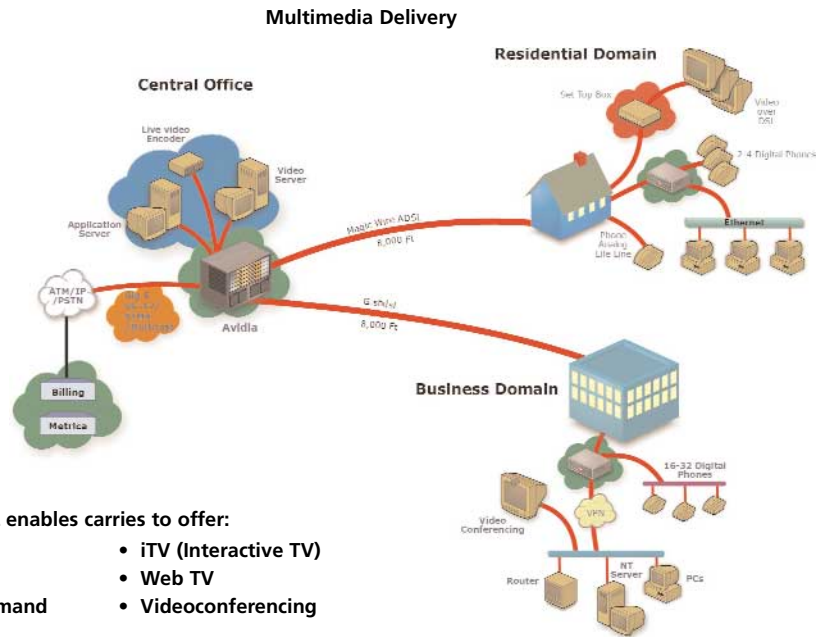 Multimedia Delivery
Residential Domain
Central Office
Set Top Box
Video
over
DSL
Live video
Encoder
Video
Server
2-4 Digital Phones
Application
Server
Magic Wire ADSL
8,000 Ft
Ethernet
Phone
Analog
Life Line
ATM/IP
/PSTN
Avidia
G.shdsl
8,000 Ft
Billing
Metrica
Business Domain
16-32 Digital
Phones
Video
Conferencing
VPN
NT
Server
PCs
Router
enables carries to offer:
• iTV (Interactive TV)
• Web TV
• Videoconferencing